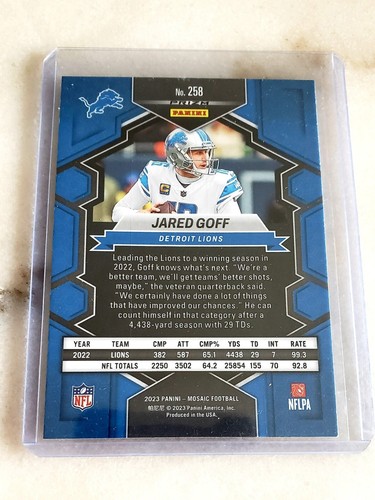 No. 258
PRIZM
PANINI
JARED GOFF
DETROIT LIONS
Leading the Lions to a winning season in
2022, Goff knows what's next. "We're a
better team, we'll get teams' better shots,
maybe," the veteran quarterback said.
"We certainly have done a lot of things
that have improved our chances." He can
count himself in that category after a
4,438-yard season with 29 TDs.
YEAR TEAM CMP ATT CMP% YDS TD INT RATE
2022 LIONS 382 587 65.1 4438 29 7 99.3
NFL TOTALS 2250 3502 64.2 25854 155 70 92.8
NFL
2023 PANINI - MOSAIC FOOTBALL
帕尼尼 © 2023 Panini America, Inc.
Produced in the USA.
NFLPA